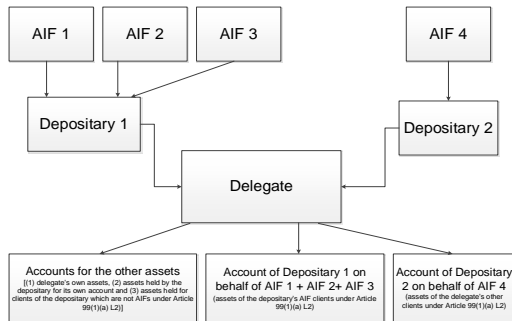 AIF 1
AIF 2
AIF 3
AIF 4
Depositary 1
Depositary 2
Delegate
Accounts for the other assets
[(1) delegate's own assets, (2) assets held by the
depositary for its own account and (3) assets held for
clients of the depositary which are not AIFs under Article
99(1)(a) L2)]
Account of Depositary 1 on
behalf of AIF 1 + AIF 2+ AIF 3
(assets of the depositary's AIF clients under Article
99(1)(a) L2)
Account of Depositary
2 on behalf of AIF 4
(assets of the delegate's other
clients under Article 99(1)(a) L2)